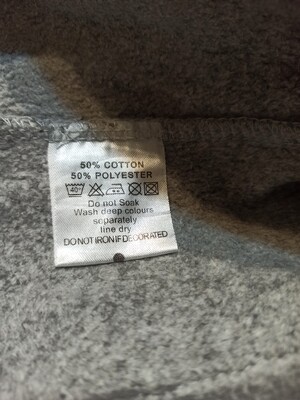 50% COTTON
50% POLYESTER
40°
Do not Soak
Wash deep colours
separately
line dry
DO NOT IRON IF DECORATED